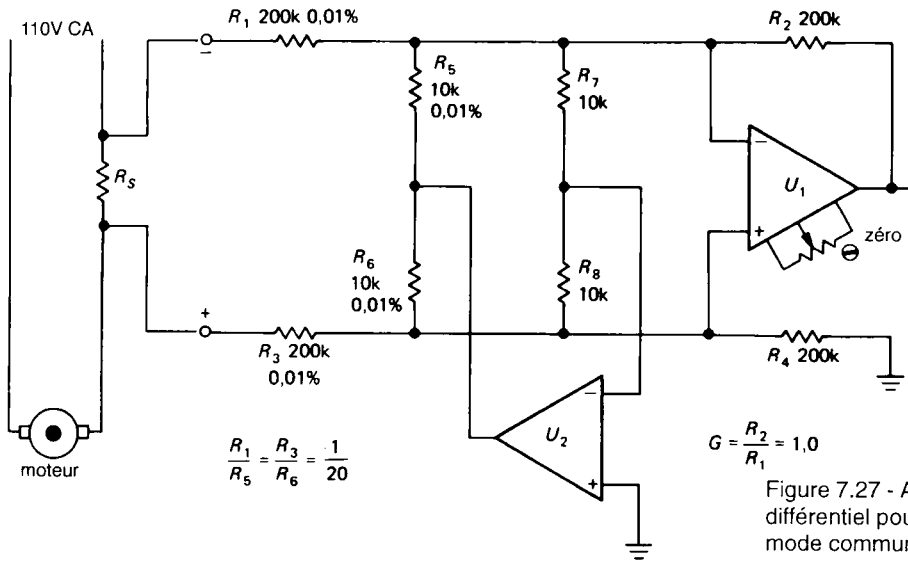 110V CA
R₁ 200k 0,01%
R₂ 200k
−
R₅
10k
0,01%
R₇
10k
R_S
−
U₁
+
zéro
R₆
10k
0,01%
R₈
10k
+
R₃ 200k
0,01%
R₄ 200k
−
U₂
+
moteur
R₁/R₅ = R₃/R₆ = 1/20
G = R₂/R₁ = 1,0
Figure 7.27 - A
différentiel pou
mode commun